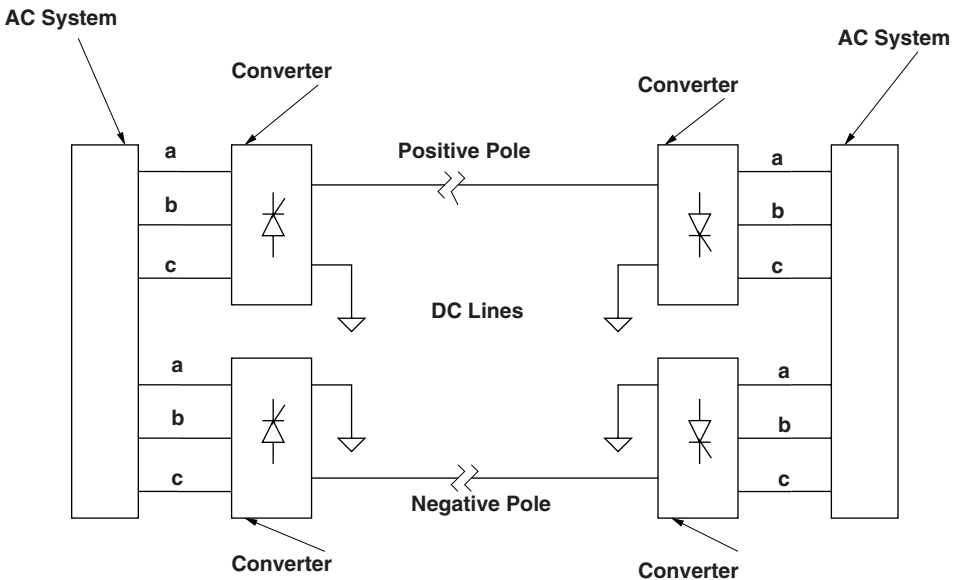 AC System
AC System
Converter
Converter
Positive Pole
a
b
c
a
b
c
DC Lines
a
b
c
a
b
c
Negative Pole
Converter
Converter